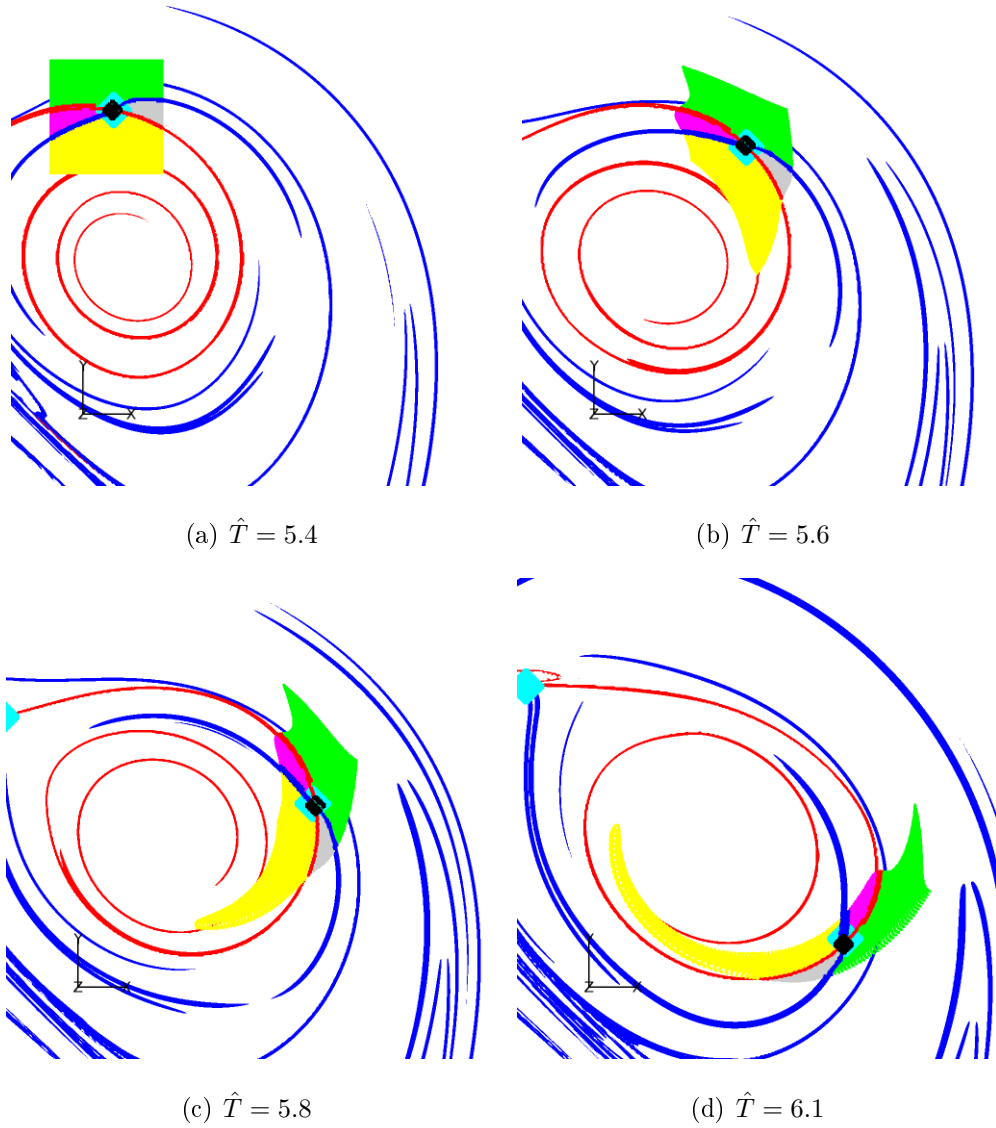 Y
Z X
Y
Z X
(a) T̂ = 5.4
(b) T̂ = 5.6
Y
Z X
Y
Z X
(c) T̂ = 5.8
(d) T̂ = 6.1